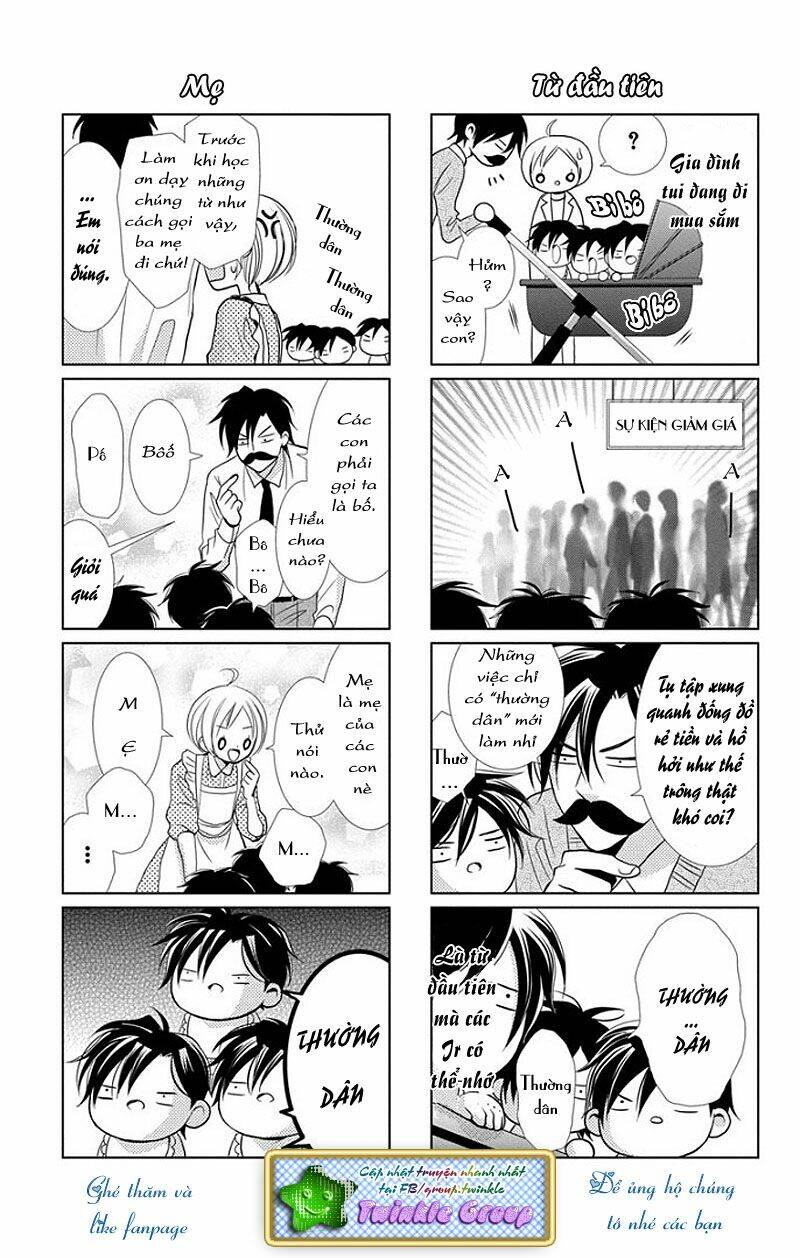 Từ đầu tiên
Gia đình
tui đang đi
mua sắm
?
Bi bô
Bi bô
Hửm
?
Sao
vậy
con?
SỰ KIỆN GIẢM GIÁ
A
A
A
Tụ tập xung
quanh đống đồ
rẻ tiền và hồ
hởi như thế
trông thật
khó coi?
Những
việc chỉ
có "thường
dân" mới
làm nhỉ
Thườ
...
THƯỜNG
...
DÂN
Thường
dân
Là từ
đầu tiên
mà các
Jr có
thể nhớ
Mẹ
Trước
khi học
những
từ như
vậy,
Làm
ơn dạy
chúng
cách gọi
ba mẹ
đi chứ!
...
Em
nói
đúng.
Thường
dân
Thường
dân
Các
con
phải
gọi ta
là bố.
Hiểu
chưa
nào?
Bô
...
Bô
Bôố
Pố
Giỏi
quá
Mẹ
là mẹ
của
các
con nè
Thử
nói
nào.
M...
M
Ẹ
M...
...
THƯỜNG
DÂN
Ghé thăm và
like fanpage
Cập nhật truyện nhanh nhất
tại FB/group.twinkle
Twinkle Group
Để ủng hộ chúng
tô nhé các bạn